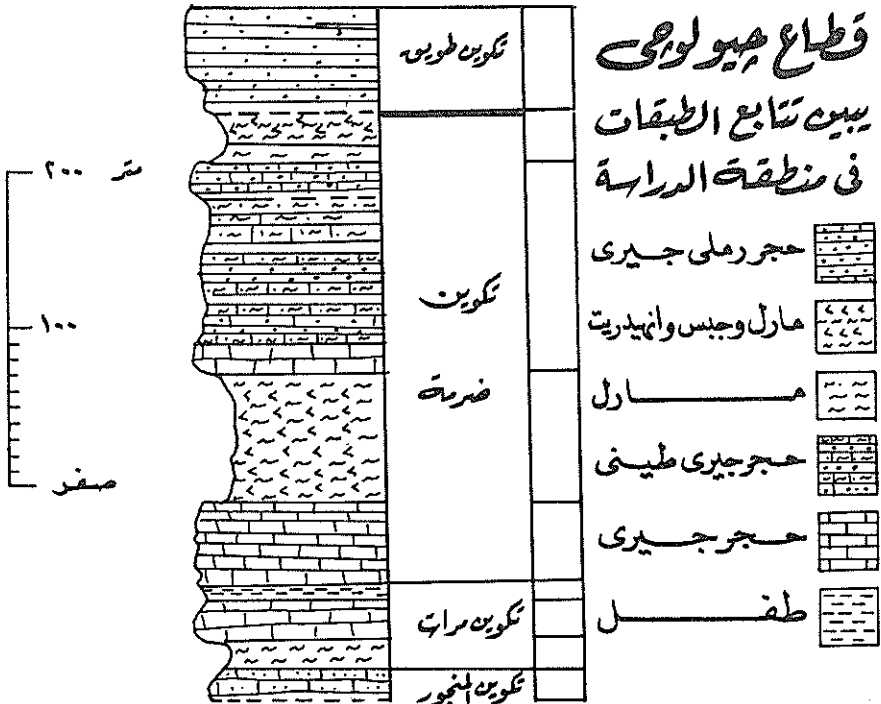 قطاع جيولوجى
يبين تتابع الطبقات
فى منطقة الدراسة
حجر رملى جيرى
مارل وجبس وانهيدريت
مارل
حجر جيرى طينى
حجر جيرى
طفل
تكوين طويق
تكوين
ضرمة
تكوين مرات
تكوين المنجور
٢٠٠ متر
١٠٠
صفر